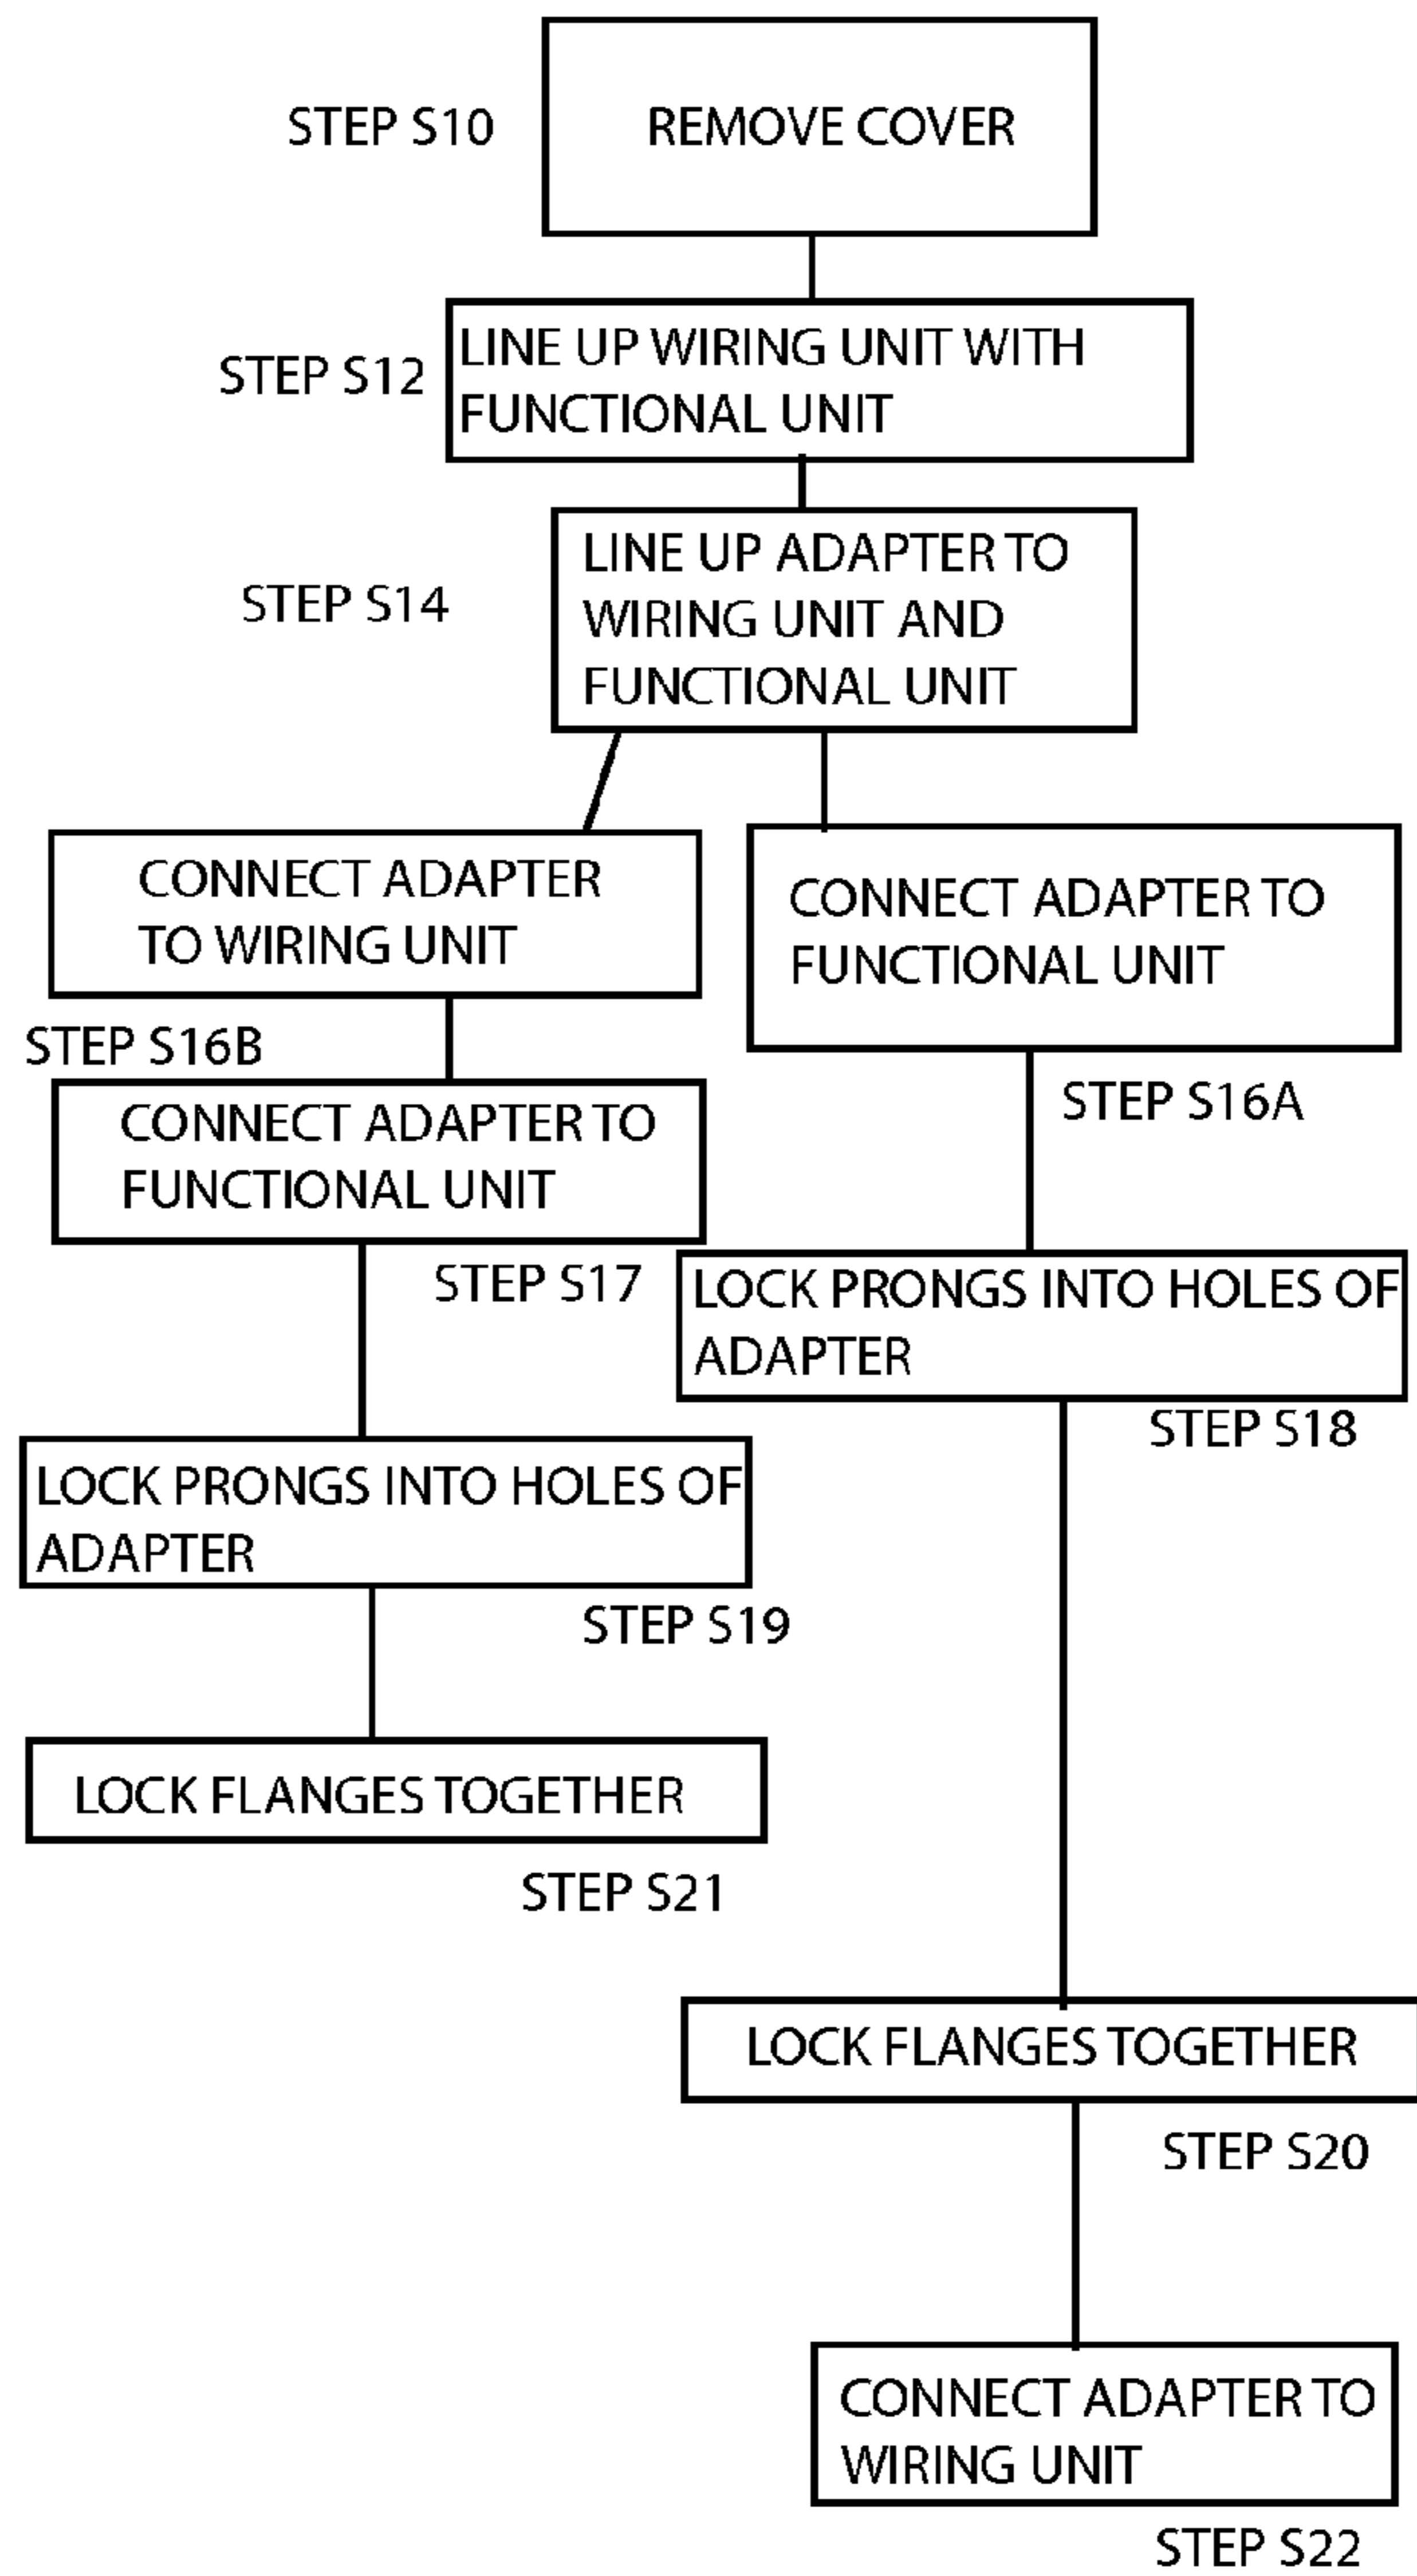 STEP S10
REMOVE COVER
STEP S12
LINE UP WIRING UNIT WITH
FUNCTIONAL UNIT
STEP S14
LINE UP ADAPTER TO
WIRING UNIT AND
FUNCTIONAL UNIT
CONNECT ADAPTER
TO WIRING UNIT
STEP S16B
CONNECT ADAPTER TO
FUNCTIONAL UNIT
STEP S16A
CONNECT ADAPTER TO
FUNCTIONAL UNIT
STEP S17
LOCK PRONGS INTO HOLES OF
ADAPTER
STEP S18
LOCK PRONGS INTO HOLES OF
ADAPTER
STEP S19
LOCK FLANGES TOGETHER
STEP S21
LOCK FLANGES TOGETHER
STEP S20
CONNECT ADAPTER TO
WIRING UNIT
STEP S22